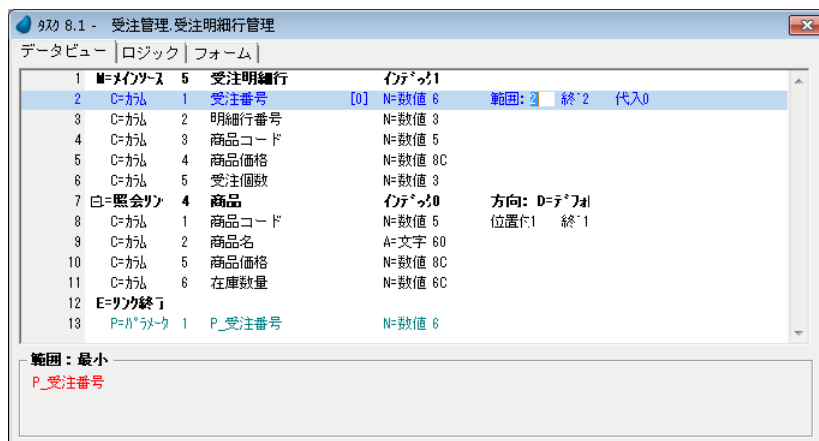 ﾀｽｸ 8.1 - 受注管理.受注明細行管理
データビュー ロジック フォーム
1 M=ﾒインｿｰｽ 5 受注明細行 ｲﾝﾃﾞｯｸ 1
2 C=ｶﾗﾑ 1 受注番号 [0] N=数値 6 範囲: 2 終 2 代入 0
3 C=ｶﾗﾑ 2 明細行番号 N=数値 3
4 C=ｶﾗﾑ 3 商品コード N=数値 5
5 C=ｶﾗﾑ 4 商品価格 N=数値 8C
6 C=ｶﾗﾑ 5 受注個数 N=数値 3
7 白=照会ﾘﾝ 4 商品 ｲﾝﾃﾞｯｸ 0 方向: D=ﾃﾞﾌｫﾙ
8 C=ｶﾗﾑ 1 商品コード N=数値 5 位置付 1 終 1
9 C=ｶﾗﾑ 2 商品名 A=文字 60
10 C=ｶﾗﾑ 5 商品価格 N=数値 8C
11 C=ｶﾗﾑ 6 在庫数量 N=数値 6C
12 E=ﾘﾝｸ終了
13 P=ﾊﾟﾗﾒｰﾀ 1 P_受注番号 N=数値 6
範囲：最小
P_受注番号